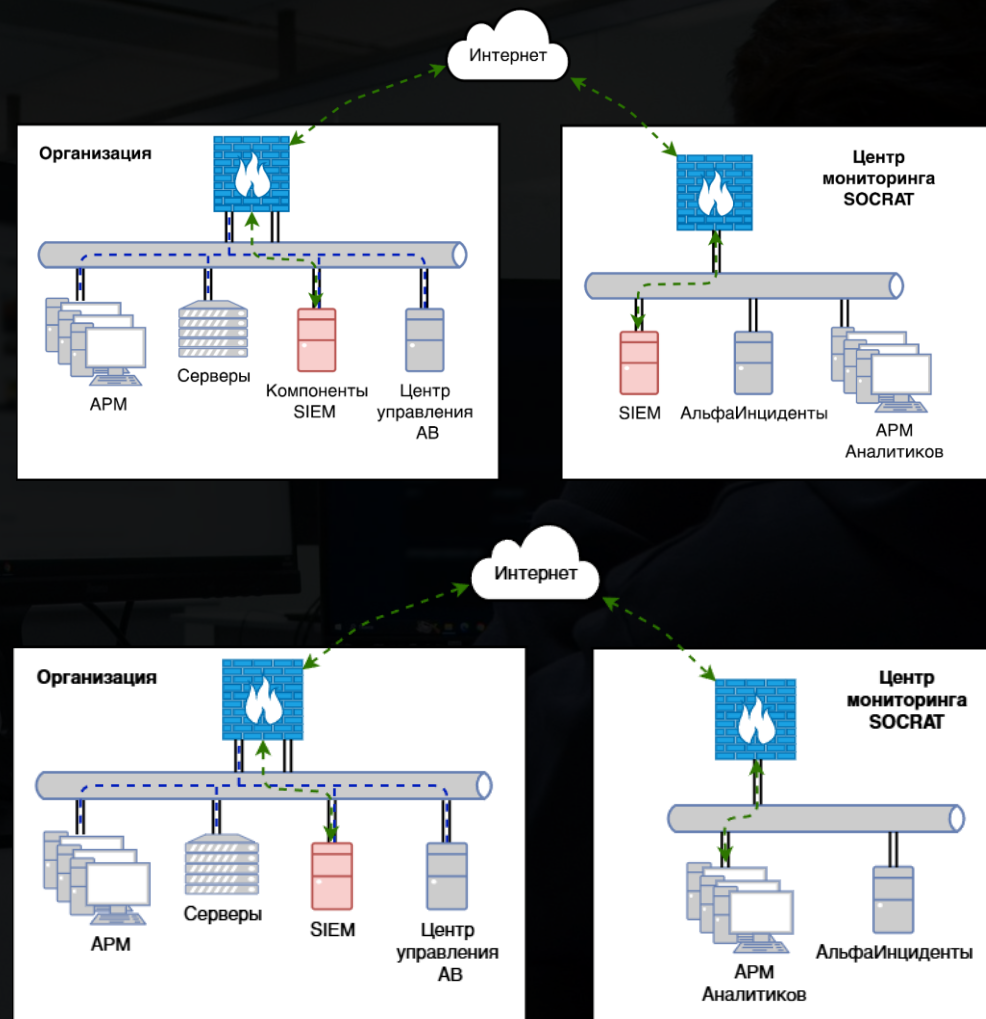 Интернет
Организация
Центр
мониторинга
SOCRAT
АРМ
Серверы
Компоненты
SIEM
Центр
управления
АВ
SIEM
АльфаИнциденты
АРМ
Аналитиков
Интернет
Организация
Центр
мониторинга
SOCRAT
АРМ
Серверы
SIEM
Центр
управления
АВ
АРМ
Аналитиков
АльфаИнциденты